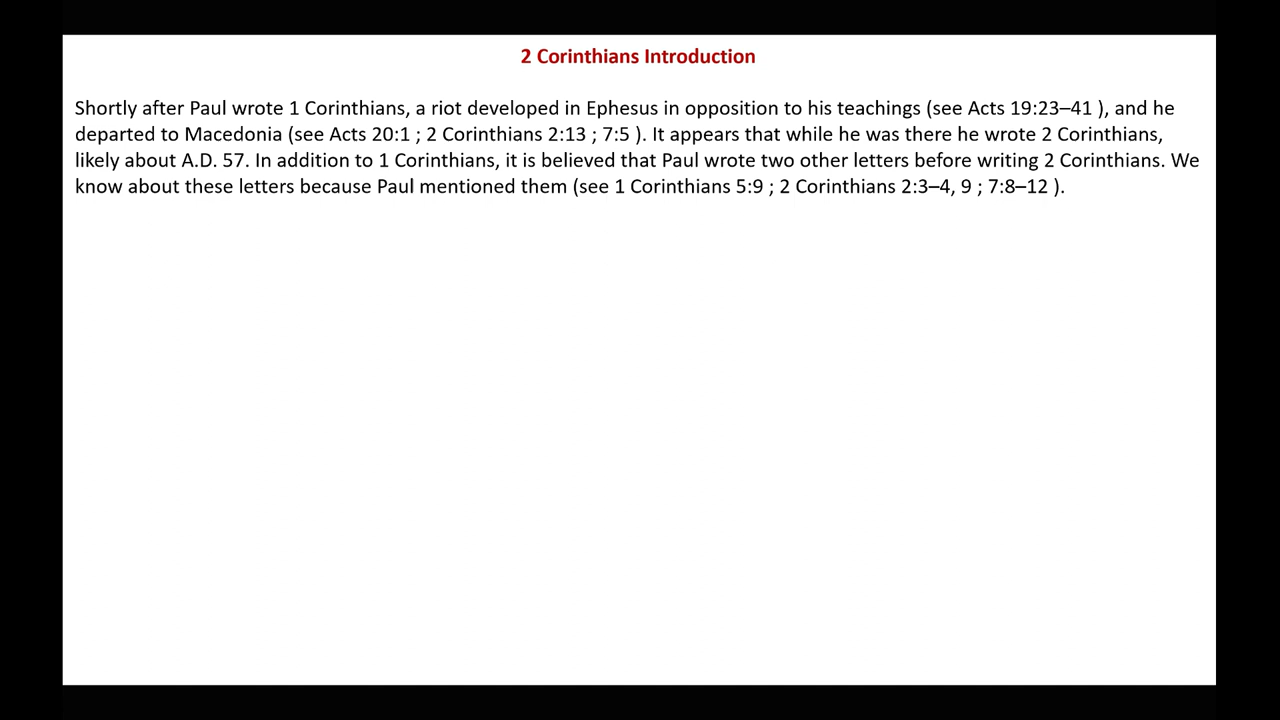 2 Corinthians Introduction
Shortly after Paul wrote 1 Corinthians, a riot developed in Ephesus in opposition to his teachings (see Acts 19:23–41 ), and he
departed to Macedonia (see Acts 20:1 ; 2 Corinthians 2:13 ; 7:5 ). It appears that while he was there he wrote 2 Corinthians,
likely about A.D. 57. In addition to 1 Corinthians, it is believed that Paul wrote two other letters before writing 2 Corinthians. We
know about these letters because Paul mentioned them (see 1 Corinthians 5:9 ; 2 Corinthians 2:3–4, 9 ; 7:8–12 ).